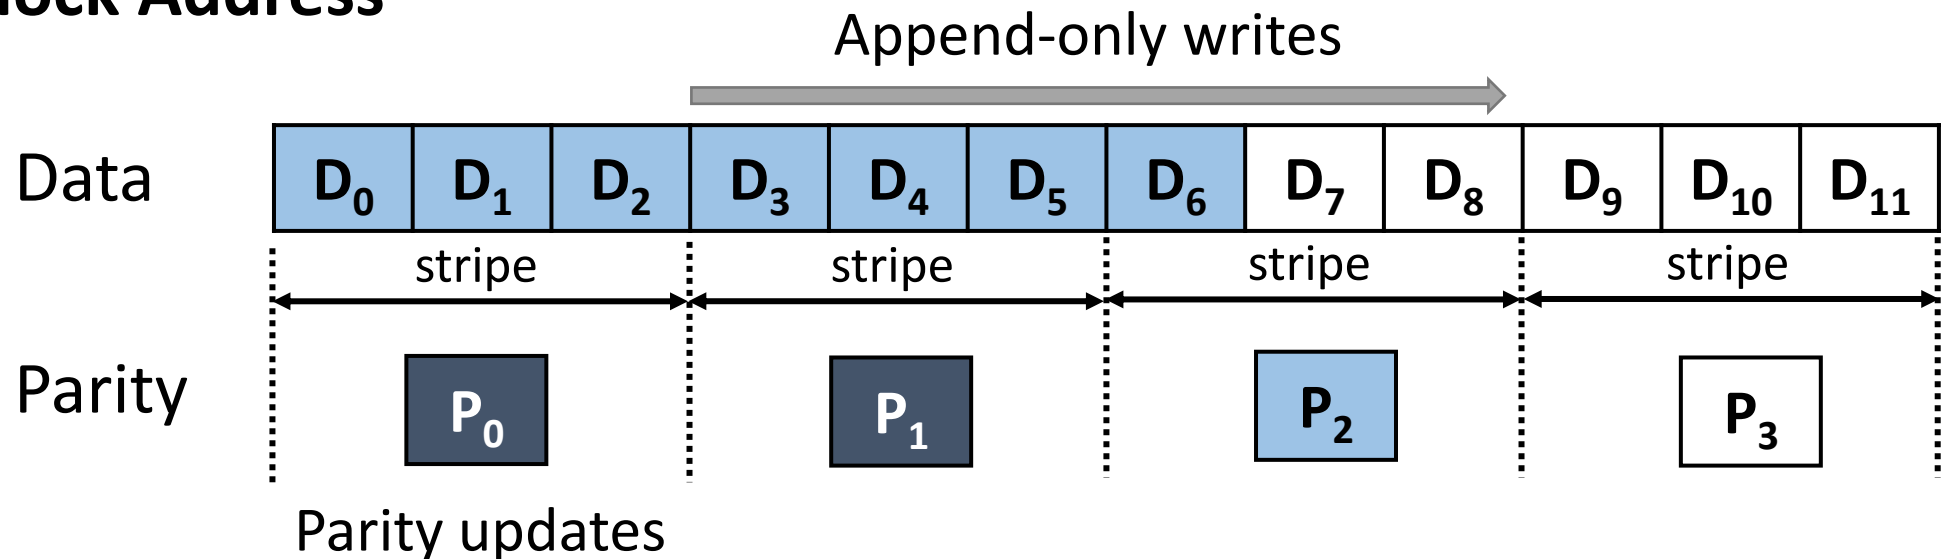 Address
Append-only writes
Data D0 D1 D2 D3 D4 D5 D6 D7 D8 D9 D10 D11
stripe stripe stripe stripe
Parity P0 P1 P2 P3
Parity updates